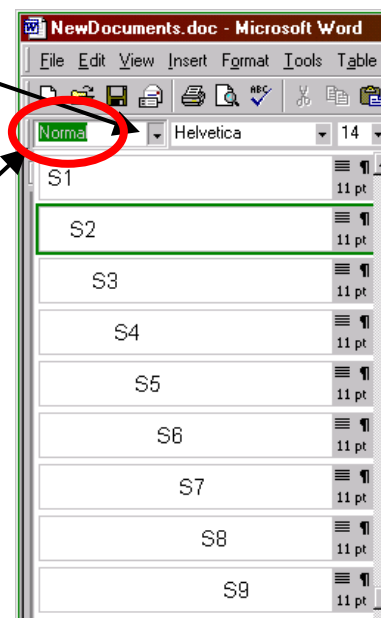 NewDocuments.doc - Microsoft Word
File Edit View Insert Format Tools Table
ABC
Normal Helvetica 14
S1 ¶
11 pt
S2 ¶
11 pt
S3 ¶
11 pt
S4 ¶
11 pt
S5 ¶
11 pt
S6 ¶
11 pt
S7 ¶
11 pt
S8 ¶
11 pt
S9 ¶
11 pt